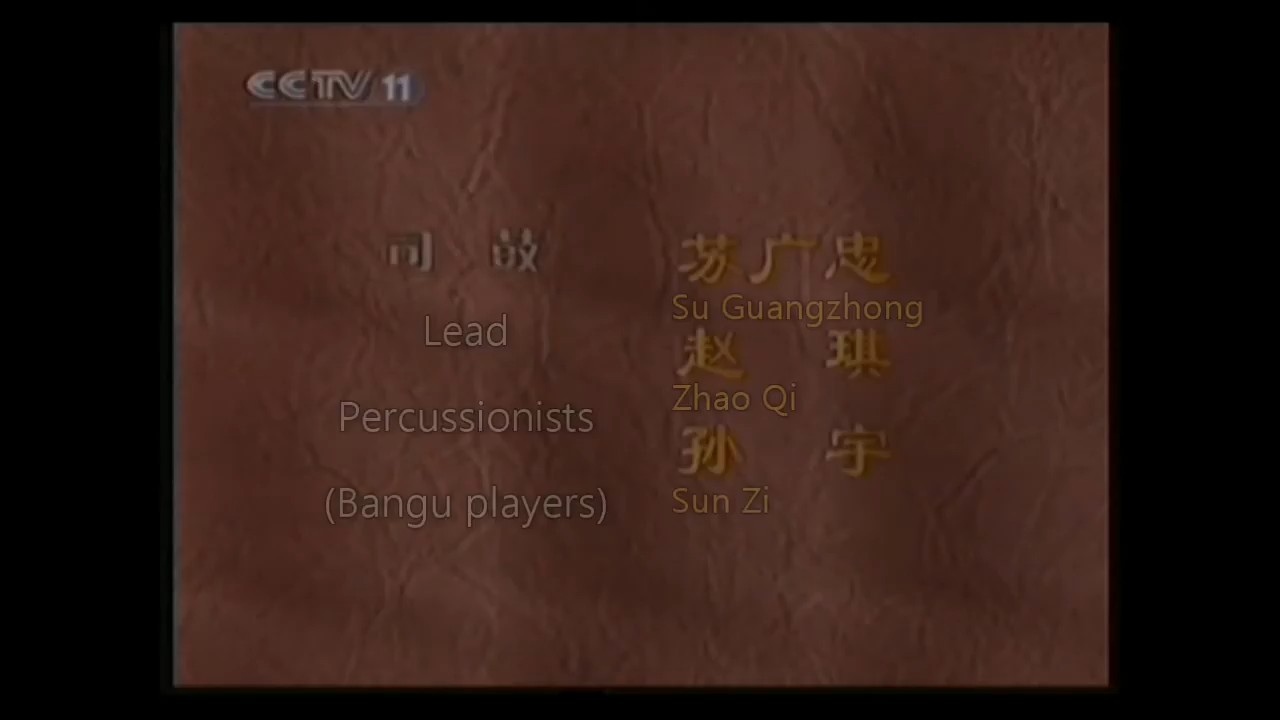 CCTV 11
司 鼓
苏广忠
Su Guangzhong
Lead
赵 琪
Zhao Qi
Percussionists
孙 宇
Sun Zi
(Bangu players)